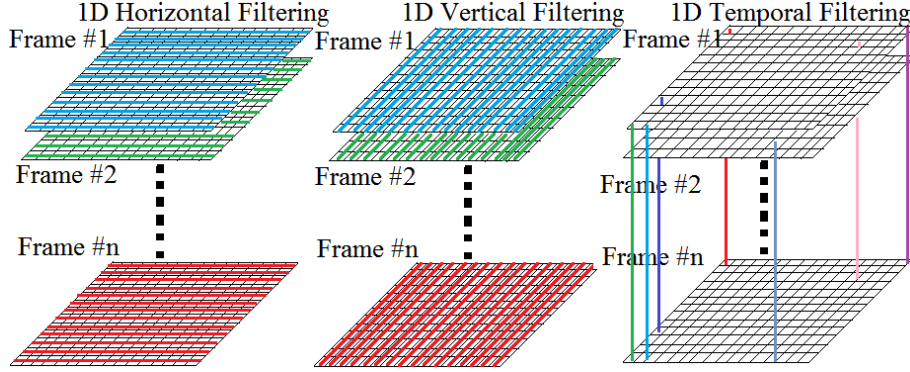 1D Horizontal Filtering
Frame #1
Frame #2
Frame #n
1D Vertical Filtering
Frame #1
Frame #2
Frame #n
1D Temporal Filtering
Frame #1
Frame #2
Frame #n